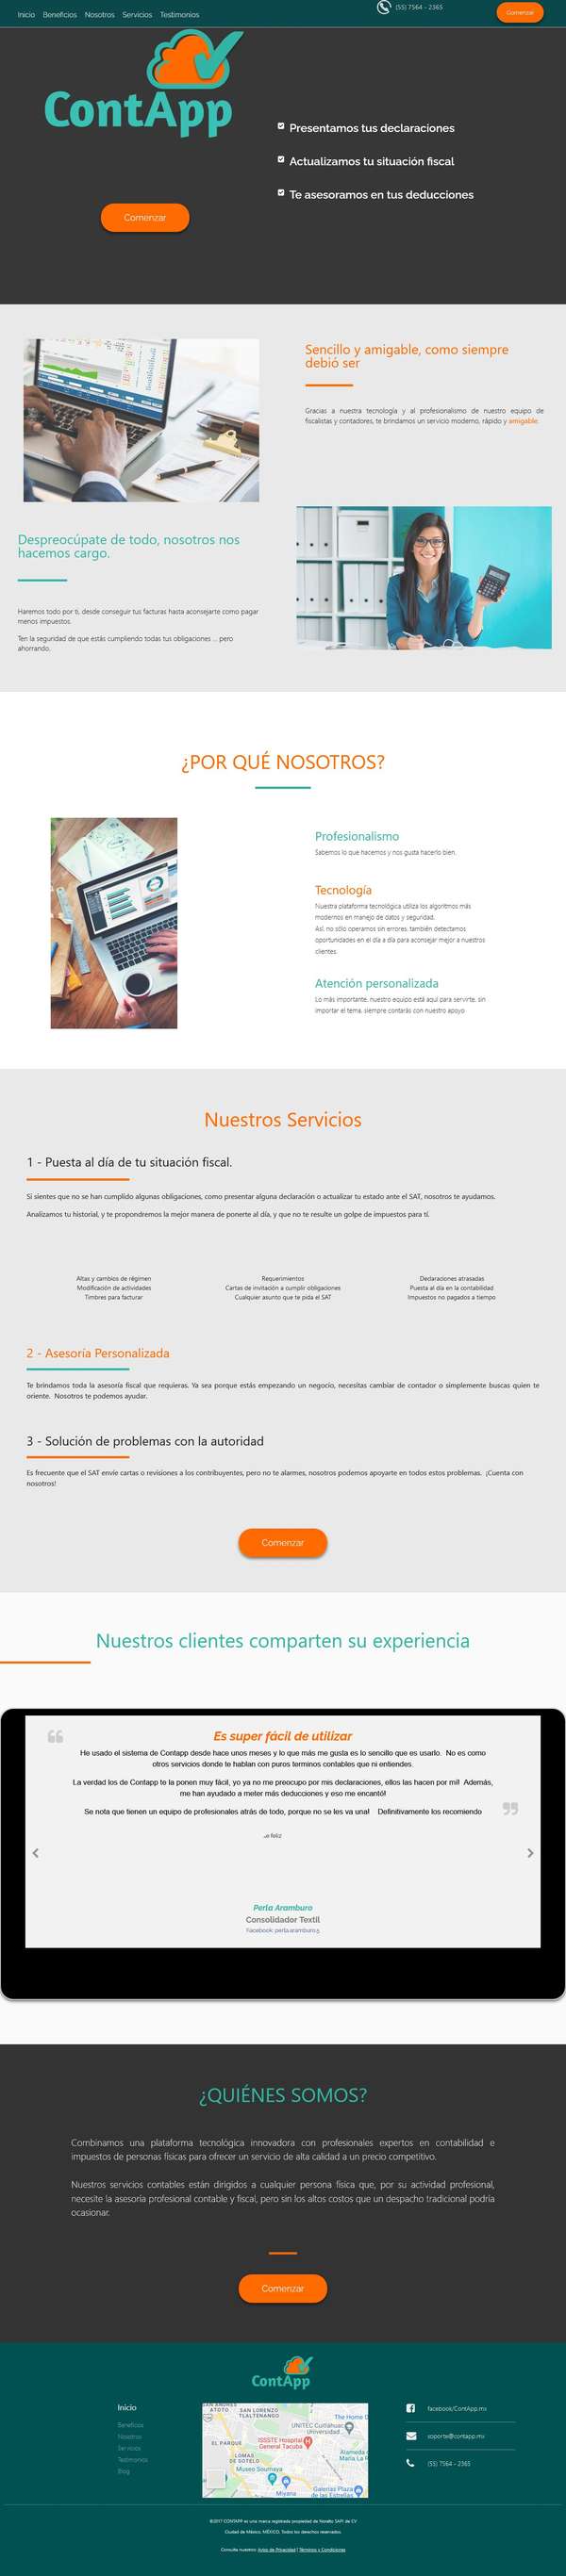 Inicio Beneficios Nosotros Servicios Testimonios
(55) 7564 - 2365
Comenzar
ContApp
Presentamos tus declaraciones
Actualizamos tu situación fiscal
Te asesoramos en tus deducciones
Comenzar
Sencillo y amigable, como siempre
debió ser
Gracias a nuestra tecnología y al profesionalismo de nuestro equipo de
fiscalistas y contadores, te brindamos un servicio moderno, rápido y amigable.
Despreocúpate de todo, nosotros nos
hacemos cargo.
Haremos todo por ti, desde conseguir tus facturas hasta aconsejarte como pagar
menos impuestos.
Ten la seguridad de que estás cumpliendo todas tus obligaciones ... pero
ahorrando.
¿POR QUÉ NOSOTROS?
Profesionalismo
Sabemos lo que hacemos y nos gusta hacerlo bien.
Tecnología
Nuestra plataforma tecnológica utiliza los algoritmos más
modernos en manejo de datos y seguridad.
Así, no sólo operamos sin errores, también detectamos
oportunidades en el día a día para aconsejar mejor a nuestros
clientes.
Atención personalizada
Lo más importante, nuestro equipo está aquí para servirte, sin
importar el tema, siempre contarás con nuestro apoyo
Nuestros Servicios
1 - Puesta al día de tu situación fiscal.
Si sientes que no se han cumplido algunas obligaciones, como presentar alguna declaración o actualizar tu estado ante el SAT, nosotros te ayudamos.
Analizamos tu historial, y te propondremos la mejor manera de ponerte al día, y que no te resulte un golpe de impuestos para tí.
Altas y cambios de régimen
Modificación de actividades
Timbres para facturar
Requerimientos
Cartas de invitación a cumplir obligaciones
Cualquier asunto que te pida el SAT
Declaraciones atrasadas
Puesta al día en la contabilidad
Impuestos no pagados a tiempo
2 - Asesoría Personalizada
Te brindamos toda la asesoría fiscal que requieras. Ya sea porque estás empezando un negocio, necesitas cambiar de contador o simplemente buscas quien te
oriente. Nosotros te podemos ayudar.
3 - Solución de problemas con la autoridad
Es frecuente que el SAT envíe cartas o revisiones a los contribuyentes, pero no te alarmes, nosotros podemos apoyarte en todos estos problemas. ¡Cuenta con
nosotros!
Comenzar
Nuestros clientes comparten su experiencia
Es super fácil de utilizar
He usado el sistema de Contapp desde hace unos meses y lo que más me gusta es lo sencillo que es usarlo. No es como
otros servicios donde te hablan con puros terminos contables que ni entiendes.
La verdad los de Contapp te la ponen muy fácil, yo ya no me preocupo por mis declaraciones, ellos las hacen por mi! Además,
me han ayudado a meter más deducciones y eso me encantó!
Se nota que tienen un equipo de profesionales atrás de todo, porque no se les va una! Definitivamente los recomiendo
feliz
Perla Aramburo
Consolidador Textil
Facebook: perla.aramburo.5
¿QUIÉNES SOMOS?
Combinamos una plataforma tecnológica innovadora con profesionales expertos en contabilidad e
impuestos de personas físicas para ofrecer un servicio de alta calidad a un precio competitivo.
Nuestros servicios contables están dirigidos a cualquier persona física que, por su actividad profesional,
necesite la asesoría profesional contable y fiscal, pero sin los altos costos que un despacho tradicional podría
ocasionar.
Comenzar
ContApp
Inicio
Beneficios
Nosotros
Servicios
Testimonios
Blog
SAN ANDRÉS
ATOTO
SAN LORENZO
TLALTENANGO
The Home D
UNITEC Cuitláhuac
Universidad
EL PARQUE
ISSSTE Hospital
General Tacuba
LOMAS
DE SOTELO
Alameda
María La R
Museo Soumaya
Miyana
Galerías Plaza
de las Estrellas
facebook/ContApp.mx
soporte@contapp.mx
(55) 7564 - 2365
©2017 CONTAPP es una marca registrada propiedad de Novalto SAPI de CV
Ciudad de México, MÉXICO. Todos los derechos reservados.
Consulta nuestro: Aviso de Privacidad | Términos y Condiciones